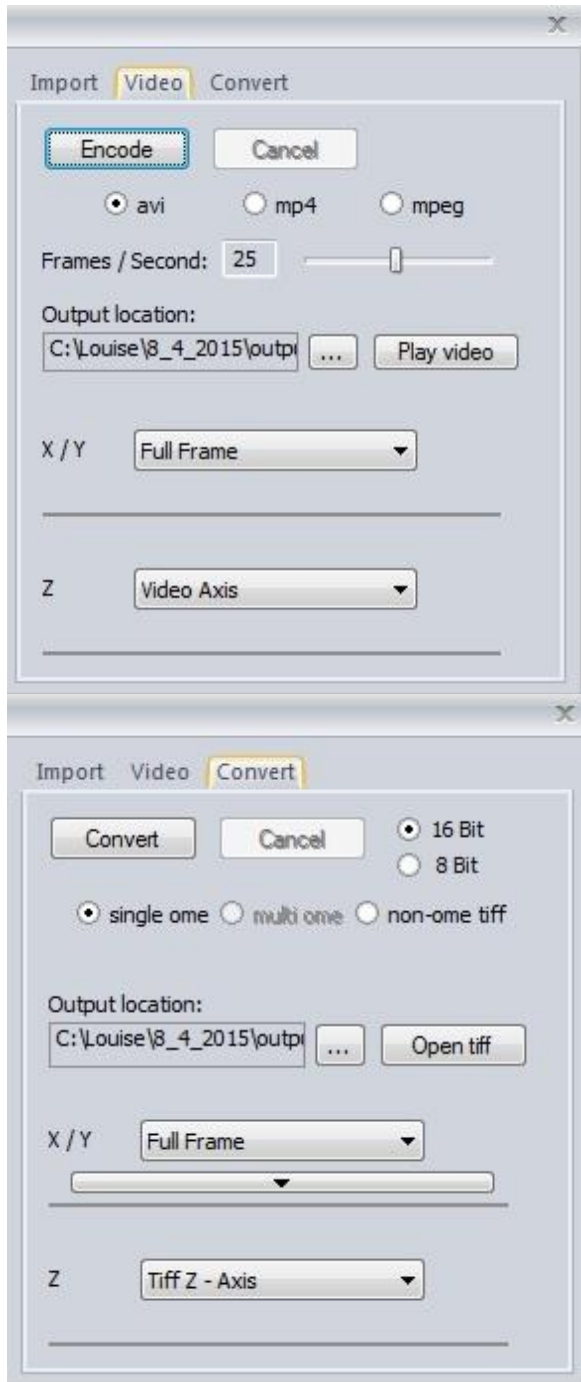 Import Video Convert
Encode Cancel
avi mp4 mpeg
Frames / Second: 25
Output location:
C:\Louise\8_4_2015\outpu ... Play video
X / Y Full Frame
Z Video Axis
Import Video Convert
Convert Cancel 16 Bit
8 Bit
single ome multi ome non-ome tiff
Output location:
C:\Louise\8_4_2015\outpu ... Open tiff
X / Y Full Frame
Z Tiff Z - Axis